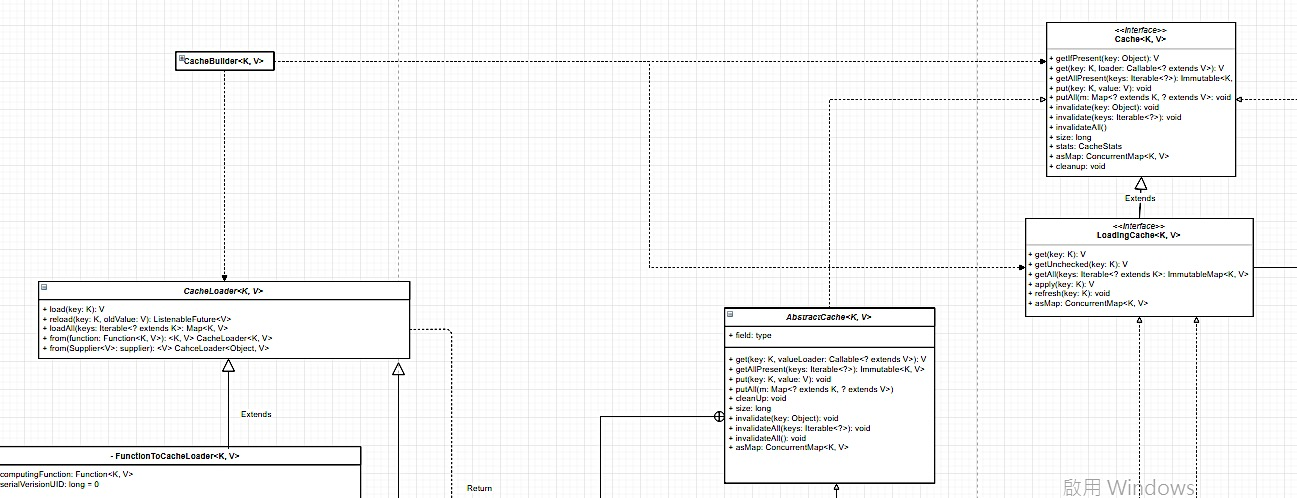 CacheBuilder<K, V>
<<Interface>>
Cache<K, V>
+ getIfPresent(key: Object): V
+ get(key: K, loader: Callable<? extends V>): V
+ getAllPresent(keys: Iterable<?>): Immutable<K,
+ put(key: K, value: V): void
+ putAll(m: Map<? extends K, ? extends V>: void
+ invalidate(key: Object): void
+ invalidate(keys: Iterable<?>): void
+ invalidateAll()
+ size: long
+ stats: CacheStats
+ asMap: ConcurrentMap<K, V>
+ cleanup: void
Extends
<<Interface>>
LoadingCache<K, V>
+ get(key: K): V
+ getUnchecked(key: K): V
+ getAll(keys: Iterable<? extends K>: ImmutableMap<K, V>
+ apply(key: K): V
+ refresh(key: K): void
+ asMap: ConcurrentMap<K, V>
CacheLoader<K, V>
+ load(key: K): V
+ reload(key: K, oldValue: V): ListenableFuture<V>
+ loadAll(keys: Iterable<? extends K>: Map<K, V>
+ from(function: Function<K, V>): <K, V> CacheLoader<K, V>
+ from(Supplier<V>: supplier): <V> CahceLoader<Object, V>
AbstractCache<K, V>
+ field: type
+ get(key: K, valueLoader: Callable<? extends V>): V
+ getAllPresent(keys: Iterable<?>): Immutable<K, V>
+ put(key: K, value: V): void
+ putAll(m: Map<? extends K, ? extends V>)
+ cleanUp: void
+ size: long
+ invalidate(key: Object): void
+ invalidateAll(keys: Iterable<?>): void
+ invalidateAll(): void
+ asMap: ConcurrentMap<K, V>
Extends
- FunctionToCacheLoader<K, V>
computingFunction: Function<K, V>
serialVerisionUID: long = 0
Return
啟用 Windows